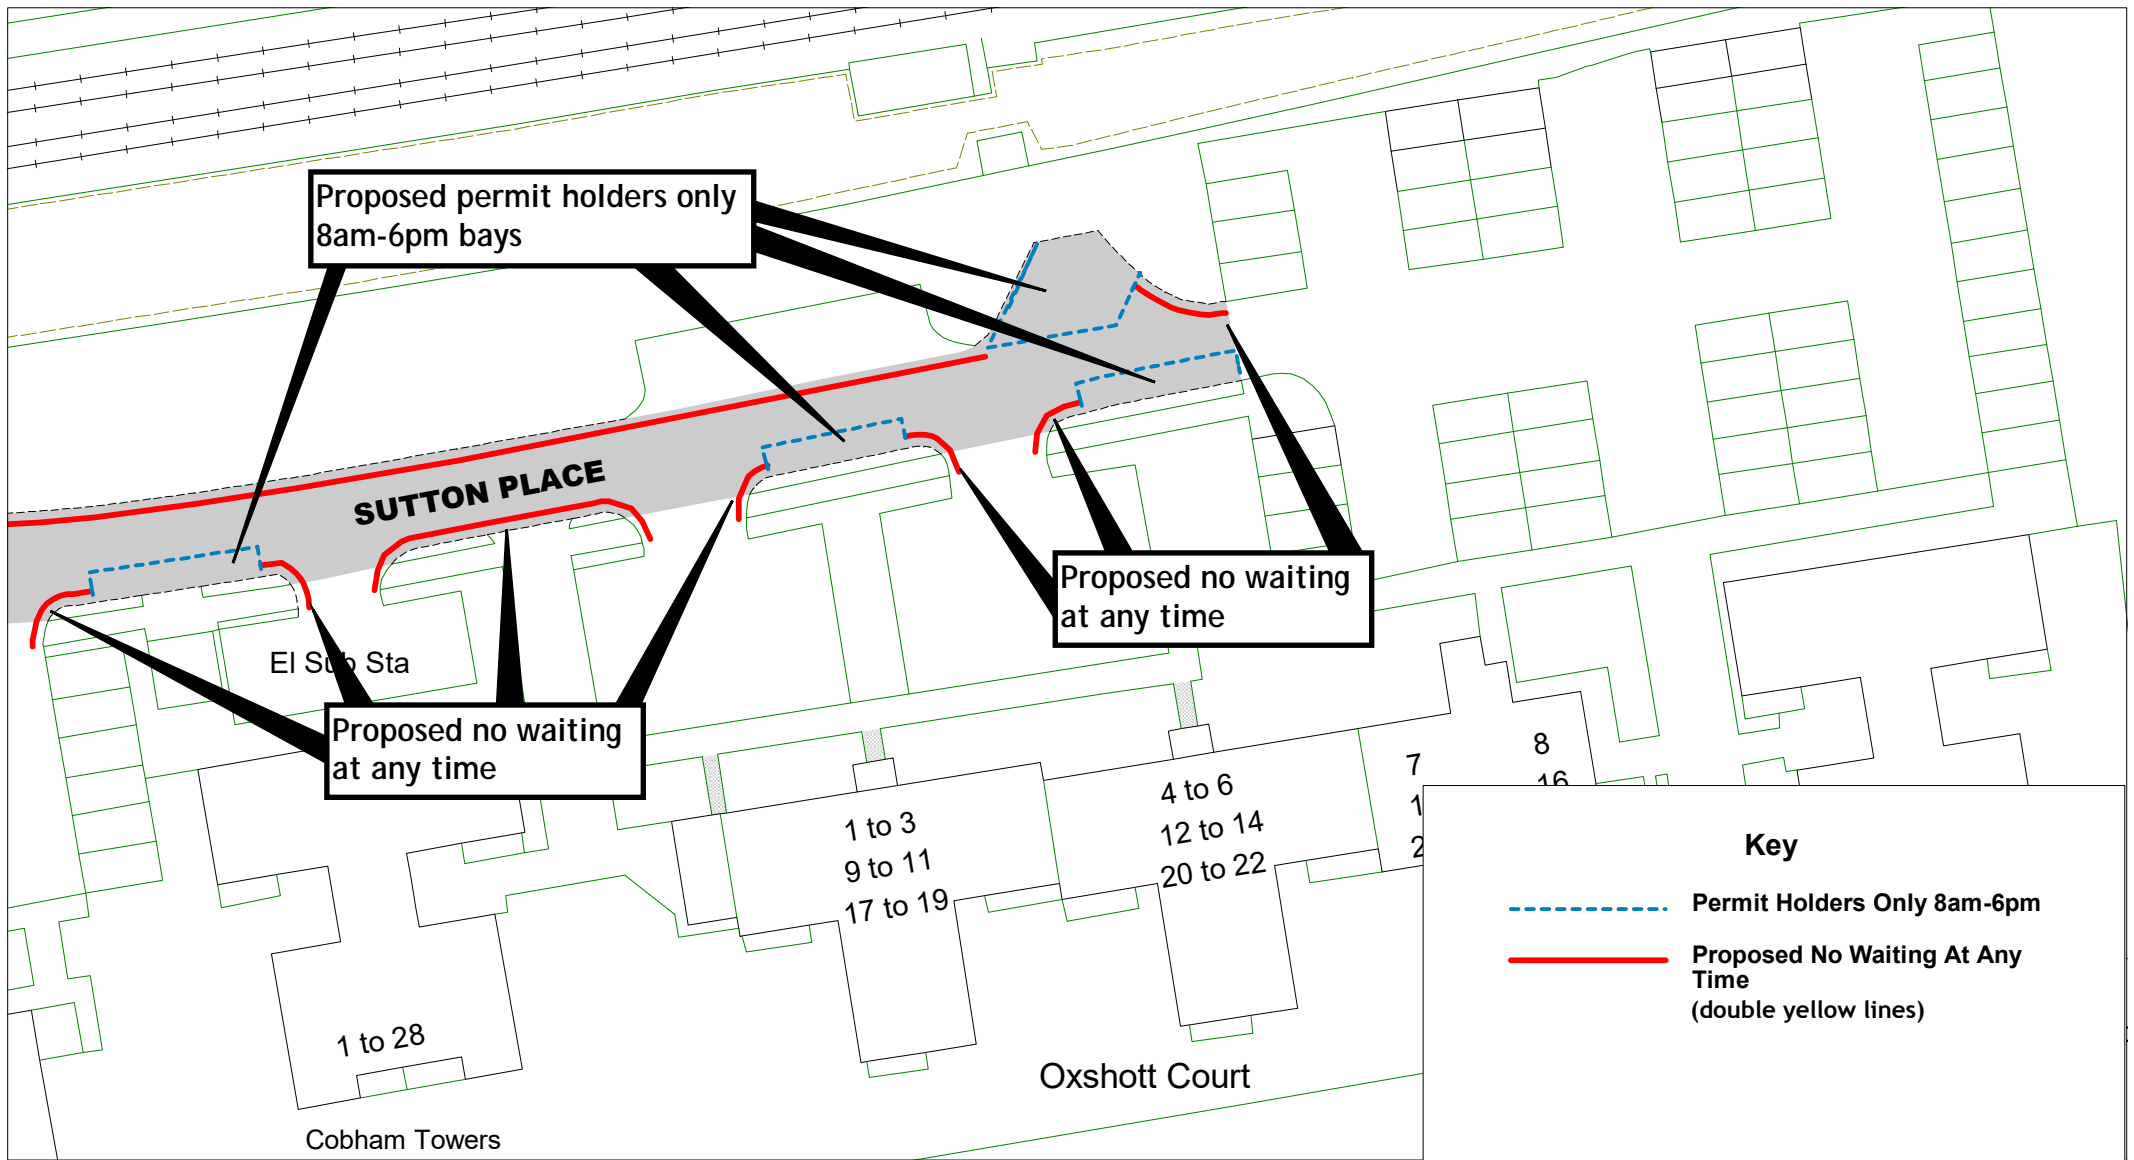 Proposed permit holders only
8am-6pm bays
SUTTON PLACE
Proposed no waiting
at any time
El Sub Sta
Proposed no waiting
at any time
1 to 3
9 to 11
17 to 19
4 to 6
12 to 14
20 to 22
7
1
2
8
16
1 to 28
Cobham Towers
Oxshott Court
Key
Permit Holders Only 8am-6pm
Proposed No Waiting At Any
Time
(double yellow lines)